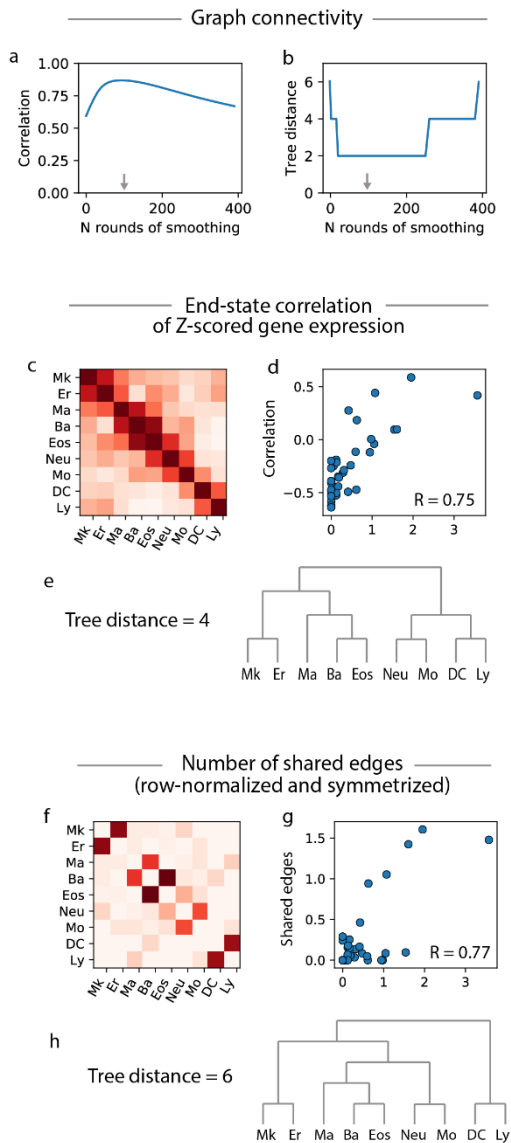 Graph connectivity
a
b
1.00
0.75
0.50
0.25
0.00
Correlation
0
200
400
N rounds of smoothing
6
4
2
0
Tree distance
0
200
400
N rounds of smoothing
End-state correlation
of Z-scored gene expression
c
Mk
Er
Ma
Ba
Eos
Neu
Mo
DC
Ly
Mk
Er
Ma
Ba
Eos
Neu
Mo
DC
Ly
d
0.5
0.0
−0.5
Correlation
R = 0.75
0
1
2
3
e
Tree distance = 4
Mk Er Ma Ba Eos Neu Mo DC Ly
Number of shared edges
(row-normalized and symmetrized)
f
Mk
Er
Ma
Ba
Eos
Neu
Mo
DC
Ly
Mk
Er
Ma
Ba
Eos
Neu
Mo
DC
Ly
g
1.5
1.0
0.5
0.0
Shared edges
R = 0.77
0
1
2
3
h
Tree distance = 6
Mk Er Ma Ba Eos Neu Mo DC Ly